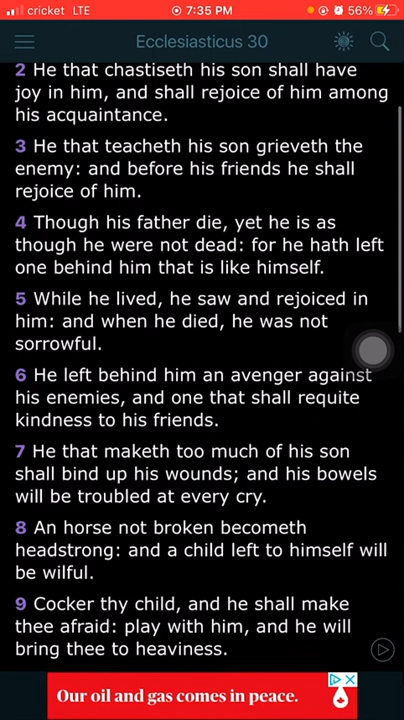 cricket LTE 7:35 PM 56%
Ecclesiasticus 30
2 He that chastiseth his son shall have
joy in him, and shall rejoice of him among
his acquaintance.
3 He that teacheth his son grieveth the
enemy: and before his friends he shall
rejoice of him.
4 Though his father die, yet he is as
though he were not dead: for he hath left
one behind him that is like himself.
5 While he lived, he saw and rejoiced in
him: and when he died, he was not
sorrowful.
6 He left behind him an avenger against
his enemies, and one that shall requite
kindness to his friends.
7 He that maketh too much of his son
shall bind up his wounds; and his bowels
will be troubled at every cry.
8 An horse not broken becometh
headstrong: and a child left to himself will
be wilful.
9 Cocker thy child, and he shall make
thee afraid: play with him, and he will
bring thee to heaviness.
Our oil and gas comes in peace.